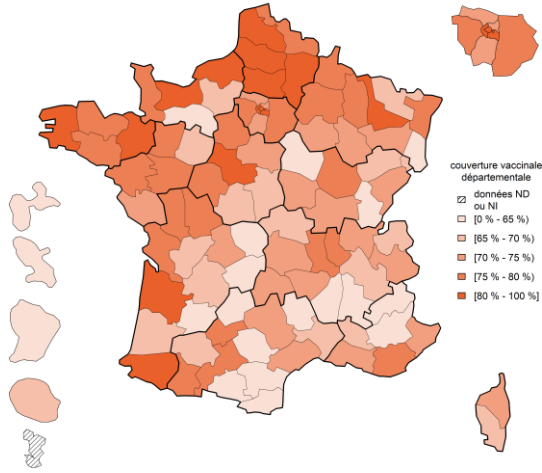 couverture vaccinale
départementale
données ND
ou NI
[0 % - 65 %)
[65 % - 70 %)
[70 % - 75 %)
[75 % - 80 %)
[80 % - 100 %]